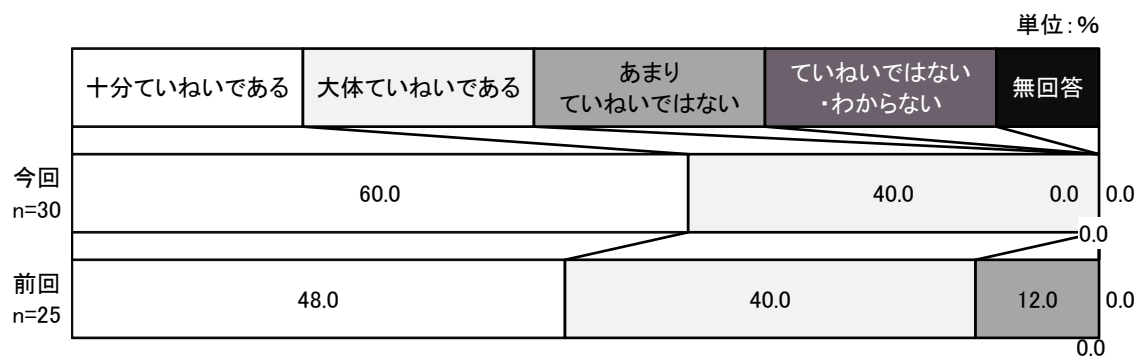 単位:%
十分ていねいである
大体ていねいである
あまり
ていねいではない
ていねいではない
・わからない
無回答
今回
n=30
60.0
40.0
0.0
0.0
0.0
前回
n=25
48.0
40.0
12.0
0.0
0.0